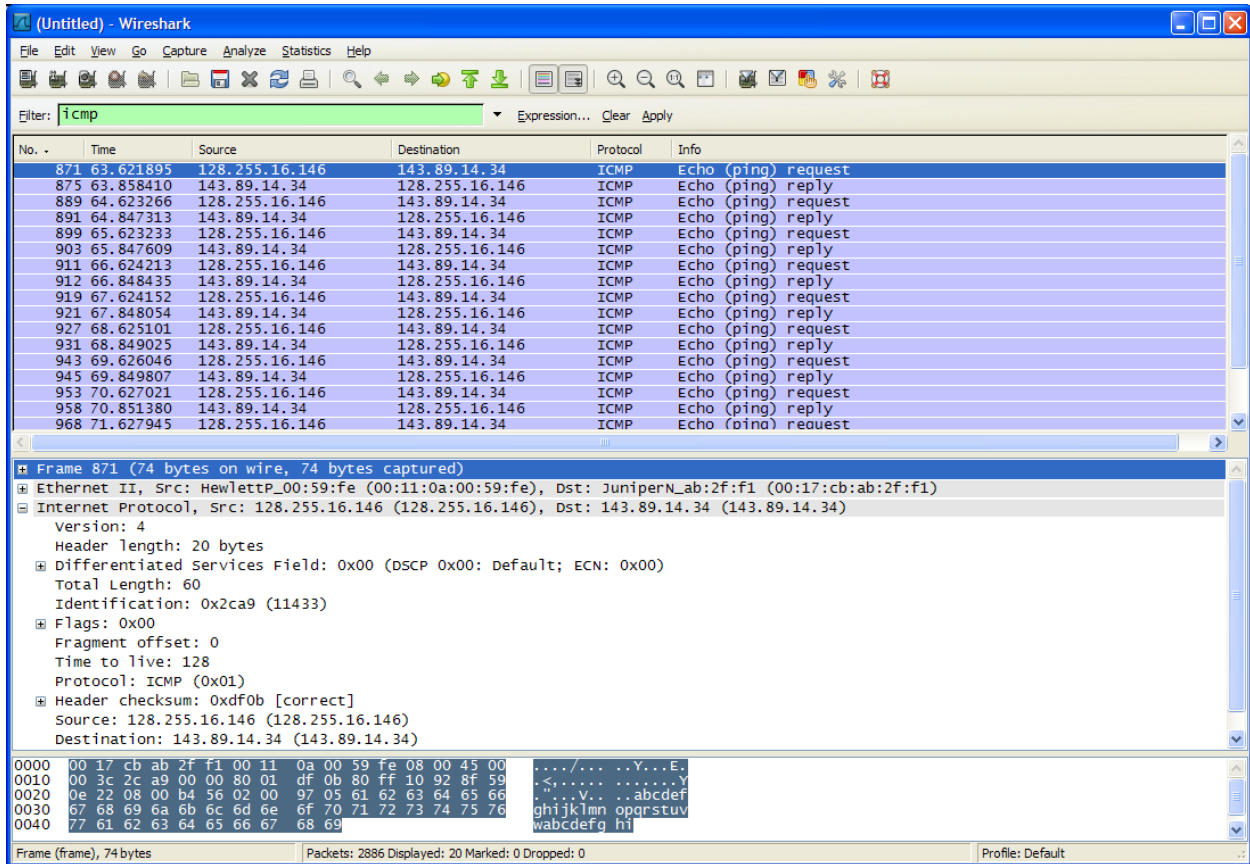 (Untitled) - Wireshark
File Edit View Go Capture Analyze Statistics Help
Filter: icmp Expression... Clear Apply
No. Time Source Destination Protocol Info
871 63.621895 128.255.16.146 143.89.14.34 ICMP Echo (ping) request
875 63.858410 143.89.14.34 128.255.16.146 ICMP Echo (ping) reply
889 64.623266 128.255.16.146 143.89.14.34 ICMP Echo (ping) request
891 64.847313 143.89.14.34 128.255.16.146 ICMP Echo (ping) reply
899 65.623233 128.255.16.146 143.89.14.34 ICMP Echo (ping) request
903 65.847609 143.89.14.34 128.255.16.146 ICMP Echo (ping) reply
911 66.624213 128.255.16.146 143.89.14.34 ICMP Echo (ping) request
912 66.848435 143.89.14.34 128.255.16.146 ICMP Echo (ping) reply
919 67.624152 128.255.16.146 143.89.14.34 ICMP Echo (ping) request
921 67.848054 143.89.14.34 128.255.16.146 ICMP Echo (ping) reply
927 68.625101 128.255.16.146 143.89.14.34 ICMP Echo (ping) request
931 68.849025 143.89.14.34 128.255.16.146 ICMP Echo (ping) reply
943 69.626046 128.255.16.146 143.89.14.34 ICMP Echo (ping) request
945 69.849807 143.89.14.34 128.255.16.146 ICMP Echo (ping) reply
953 70.627021 128.255.16.146 143.89.14.34 ICMP Echo (ping) request
958 70.851380 143.89.14.34 128.255.16.146 ICMP Echo (ping) reply
968 71.627945 128.255.16.146 143.89.14.34 ICMP Echo (ping) request
Frame 871 (74 bytes on wire, 74 bytes captured)
Ethernet II, Src: HewlettP_00:59:fe (00:11:0a:00:59:fe), Dst: JuniperN_ab:2f:f1 (00:17:cb:ab:2f:f1)
Internet Protocol, Src: 128.255.16.146 (128.255.16.146), Dst: 143.89.14.34 (143.89.14.34)
Version: 4
Header length: 20 bytes
Differentiated Services Field: 0x00 (DSCP 0x00: Default; ECN: 0x00)
Total Length: 60
Identification: 0x2ca9 (11433)
Flags: 0x00
Fragment offset: 0
Time to live: 128
Protocol: ICMP (0x01)
Header checksum: 0xdf0b [correct]
Source: 128.255.16.146 (128.255.16.146)
Destination: 143.89.14.34 (143.89.14.34)
0000 00 17 cb ab 2f f1 00 11 0a 00 59 fe 08 00 45 00 ..../... ..Y...E.
0010 00 3c 2c a9 00 00 80 01 df 0b 80 ff 10 92 8f 59 .<,..... .......Y
0020 0e 22 08 00 b4 56 02 00 97 05 61 62 63 64 65 66 ."...V.. ..abcdef
0030 67 68 69 6a 6b 6c 6d 6e 6f 70 71 72 73 74 75 76 ghijklmn opqrstuv
0040 77 61 62 63 64 65 66 67 68 69 wabcdefg hi
Frame (frame), 74 bytes Packets: 2886 Displayed: 20 Marked: 0 Dropped: 0 Profile: Default